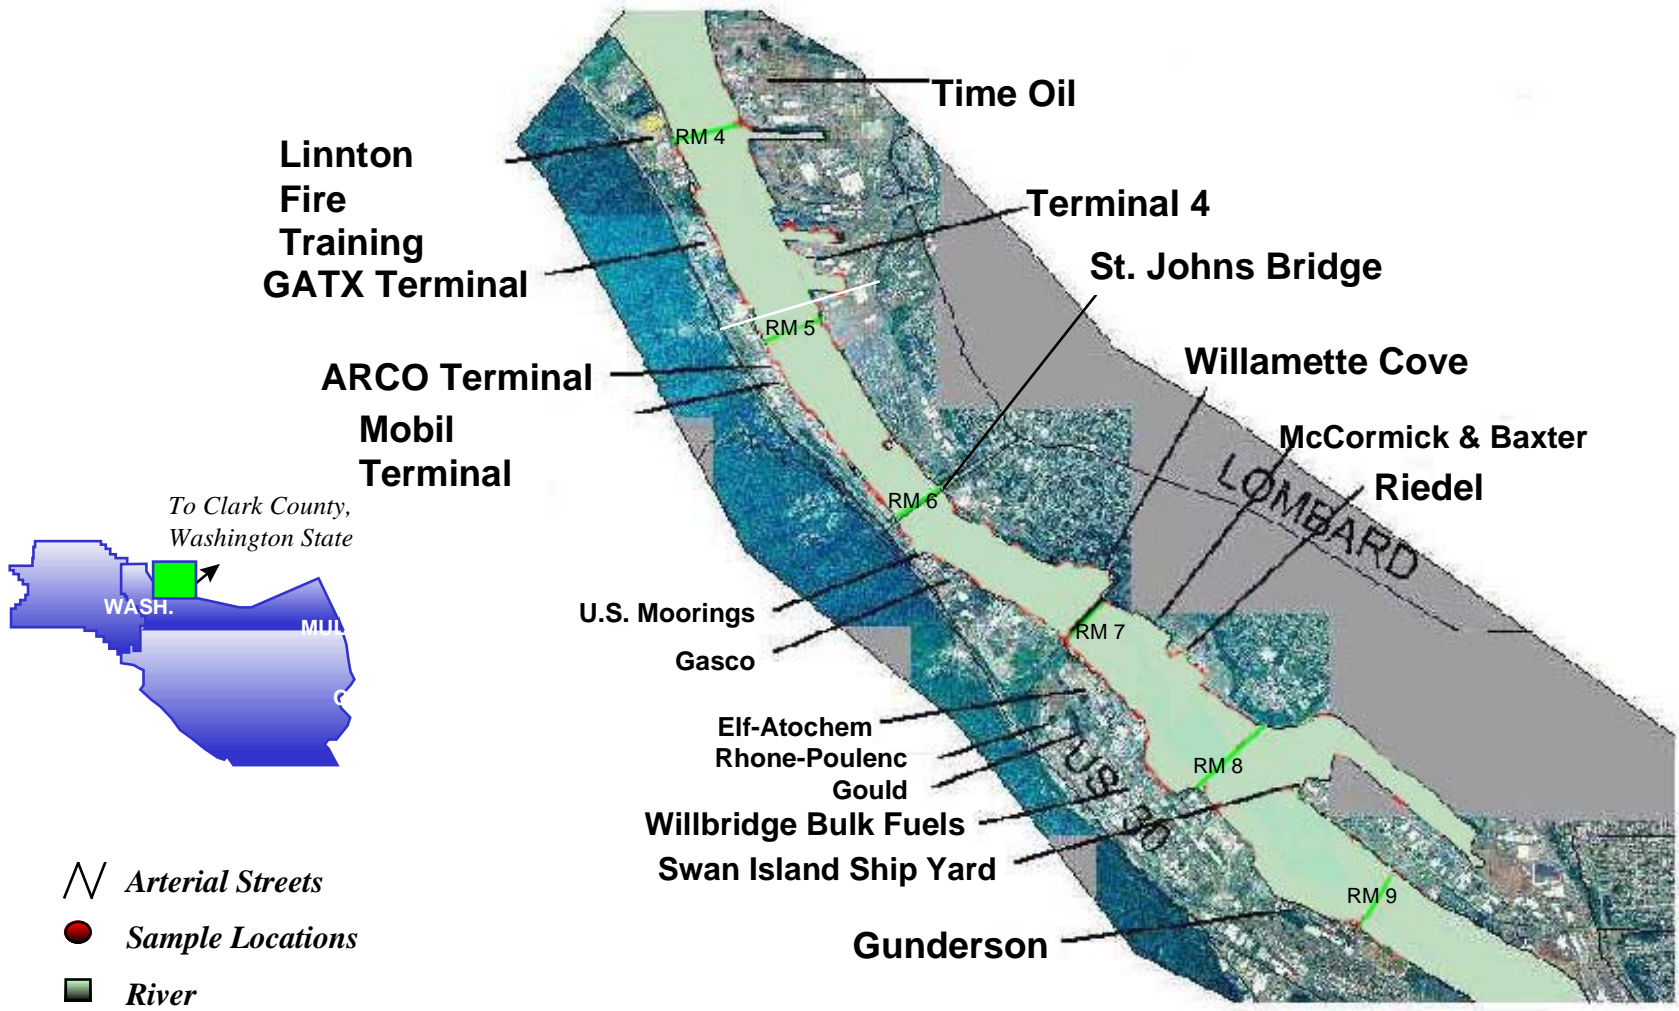 Time Oil
RM 4
Linnton
Fire
Training
GATX Terminal
Terminal 4
St. Johns Bridge
RM 5
ARCO Terminal
Mobil
Terminal
Willamette Cove
McCormick & Baxter
Riedel
LOMBARD
RM 6
To Clark County,
Washington State
WASH.
MUL
C
U.S. Moorings
Gasco
RM 7
Elf-Atochem
Rhone-Poulenc
Gould
Willbridge Bulk Fuels
Swan Island Ship Yard
US 30
RM 8
RM 9
Gunderson
Arterial Streets
Sample Locations
River